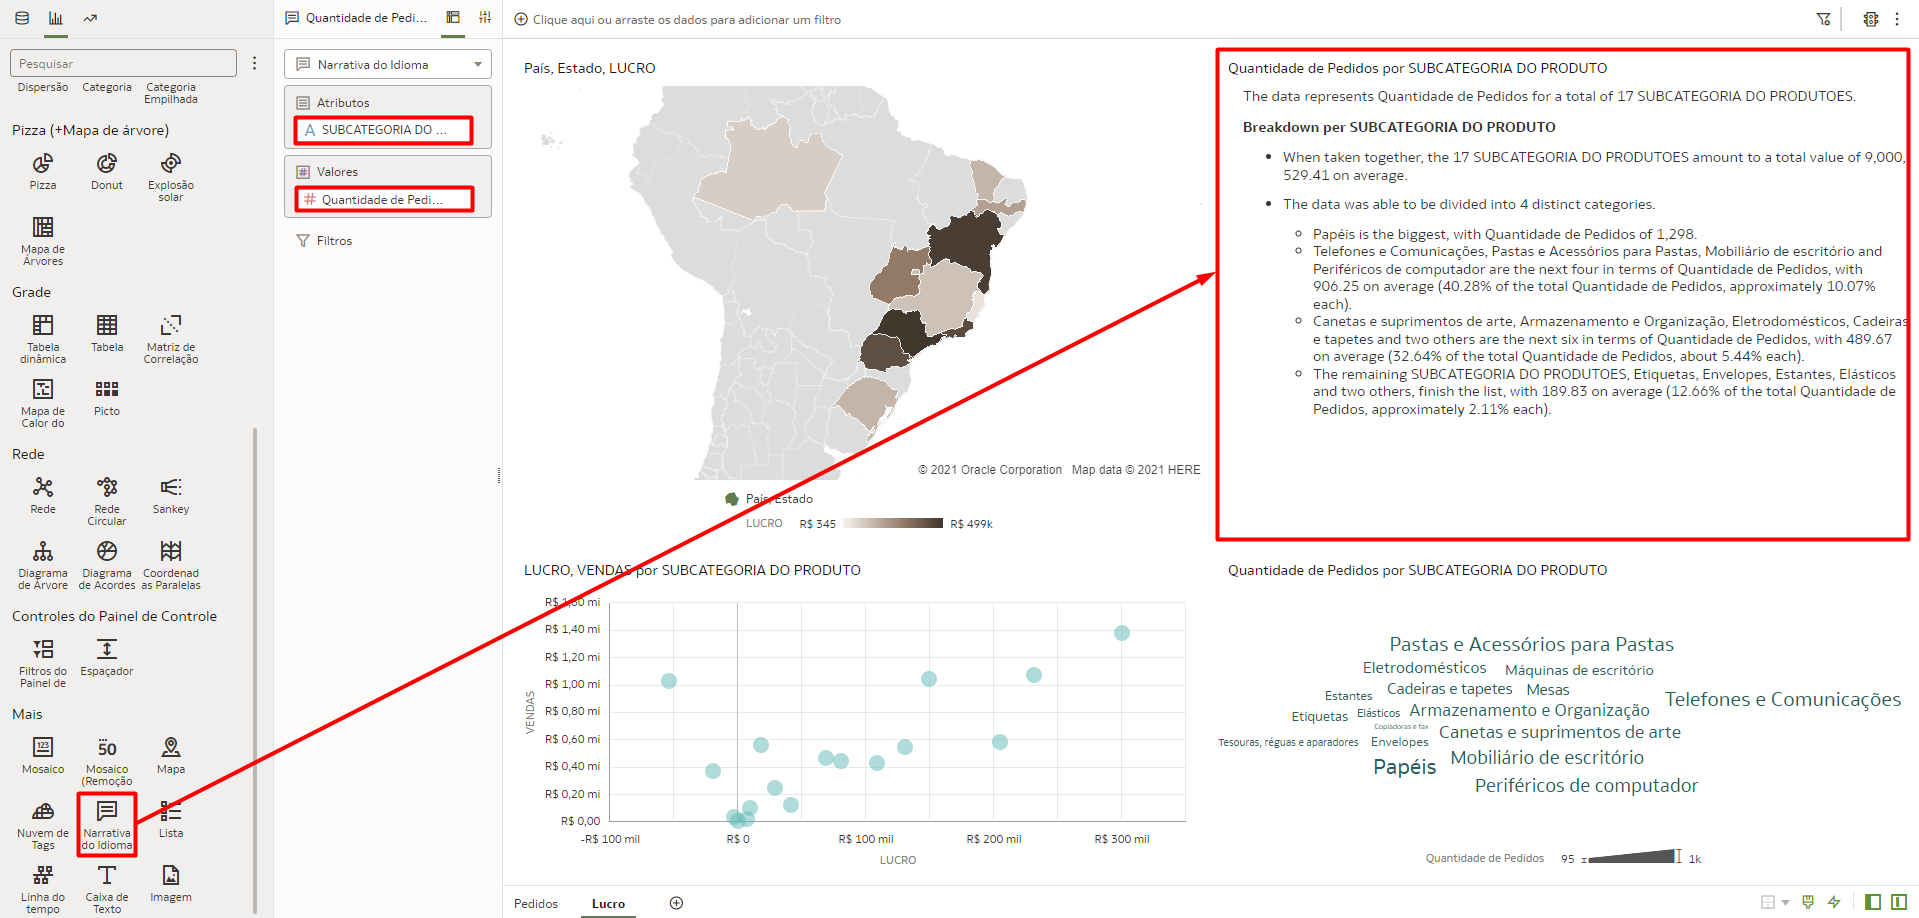 Pesquisar
Dispersão
Categoria
Categoria
Empilhada
Pizza (+Mapa de árvore)
Pizza
Donut
Explosão
solar
Mapa de
Árvores
Grade
Tabela
dinâmica
Tabela
Matriz de
Correlação
Mapa de
Calor do
Picto
Rede
Rede
Rede
Circular
Sankey
Diagrama
de Árvore
Diagrama
de Acordes
Coordenad
as Paralelas
Controles do Painel de Controle
Filtros do
Painel de
Espaçador
Mais
123
Mosaico
50
Mosaico
(Remoção
Mapa
Nuvem de
Tags
Narrativa
do Idioma
Lista
Linha do
tempo
Caixa de
Texto
Imagem
Quantidade de Pedi...
Narrativa do Idioma
Atributos
A SUBCATEGORIA DO ...
Valores
# Quantidade de Pedi...
Filtros
Clique aqui ou arraste os dados para adicionar um filtro
País, Estado, LUCRO
© 2021 Oracle Corporation Map data © 2021 HERE
País, Estado
LUCRO R$ 345 R$ 499k
Quantidade de Pedidos por SUBCATEGORIA DO PRODUTO
The data represents Quantidade de Pedidos for a total of 17 SUBCATEGORIA DO PRODUTOES.
Breakdown per SUBCATEGORIA DO PRODUTO
• When taken together, the 17 SUBCATEGORIA DO PRODUTOES amount to a total value of 9,000,
529.41 on average.
• The data was able to be divided into 4 distinct categories.
Papéis is the biggest, with Quantidade de Pedidos of 1,298.
Telefones e Comunicações, Pastas e Acessórios para Pastas, Mobiliário de escritório and
Periféricos de computador are the next four in terms of Quantidade de Pedidos, with
906.25 on average (40.28% of the total Quantidade de Pedidos, approximately 10.07%
each).
Canetas e suprimentos de arte, Armazenamento e Organização, Eletrodomésticos, Cadeiras
e tapetes and two others are the next six in terms of Quantidade de Pedidos, with 489.67
on average (32.64% of the total Quantidade de Pedidos, about 5.44% each).
The remaining SUBCATEGORIA DO PRODUTOES, Etiquetas, Envelopes, Estantes, Elásticos
and two others, finish the list, with 189.83 on average (12.66% of the total Quantidade de
Pedidos, approximately 2.11% each).
LUCRO, VENDAS por SUBCATEGORIA DO PRODUTO
VENDAS
R$ 1,60 mi
R$ 1,40 mi
R$ 1,20 mi
R$ 1,00 mi
R$ 0,80 mi
R$ 0,60 mi
R$ 0,40 mi
R$ 0,20 mi
R$ 0,00
-R$ 100 mil
R$ 0
R$ 100 mil
R$ 200 mil
R$ 300 mil
LUCRO
Quantidade de Pedidos por SUBCATEGORIA DO PRODUTO
Pastas e Acessórios para Pastas
Eletrodomésticos
Máquinas de escritório
Estantes
Cadeiras e tapetes
Mesas
Telefones e Comunicações
Etiquetas
Elásticos
Armazenamento e Organização
Copiadoras e fax
Tesouras, réguas e aparadores
Envelopes
Canetas e suprimentos de arte
Papéis
Mobiliário de escritório
Periféricos de computador
Quantidade de Pedidos 95 1k
Pedidos
Lucro